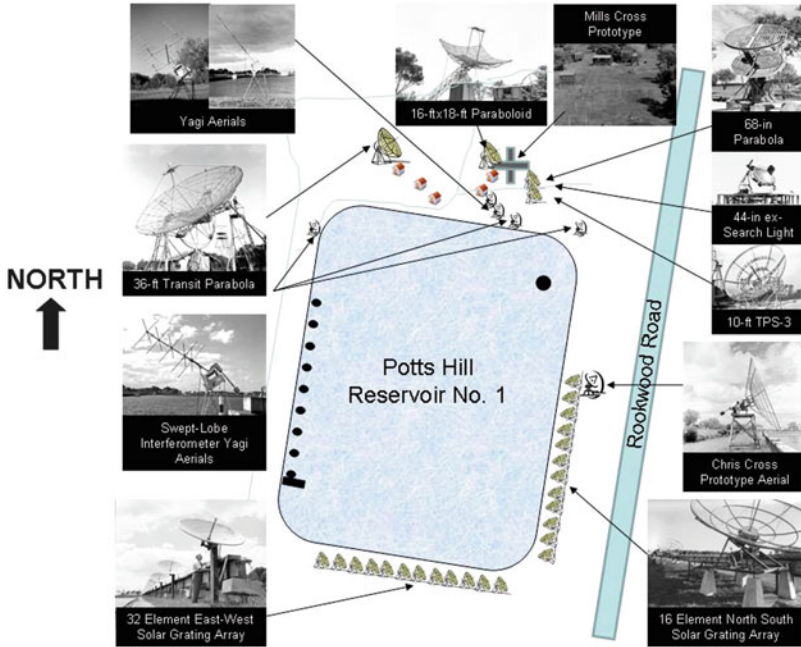 Mills Cross
Prototype
Yagi Aerials
16-ftx18-ft Paraboloid
68-in
Parabola
44-in ex-
Search Light
36-ft Transit Parabola
10-ft TPS-3
NORTH
Potts Hill
Reservoir No. 1
Rookwood Road
Swept-Lobe
Interferometer Yagi
Aerials
Chris Cross
Prototype Aerial
32 Element East-West
Solar Grating Array
16 Element North South
Solar Grating Array